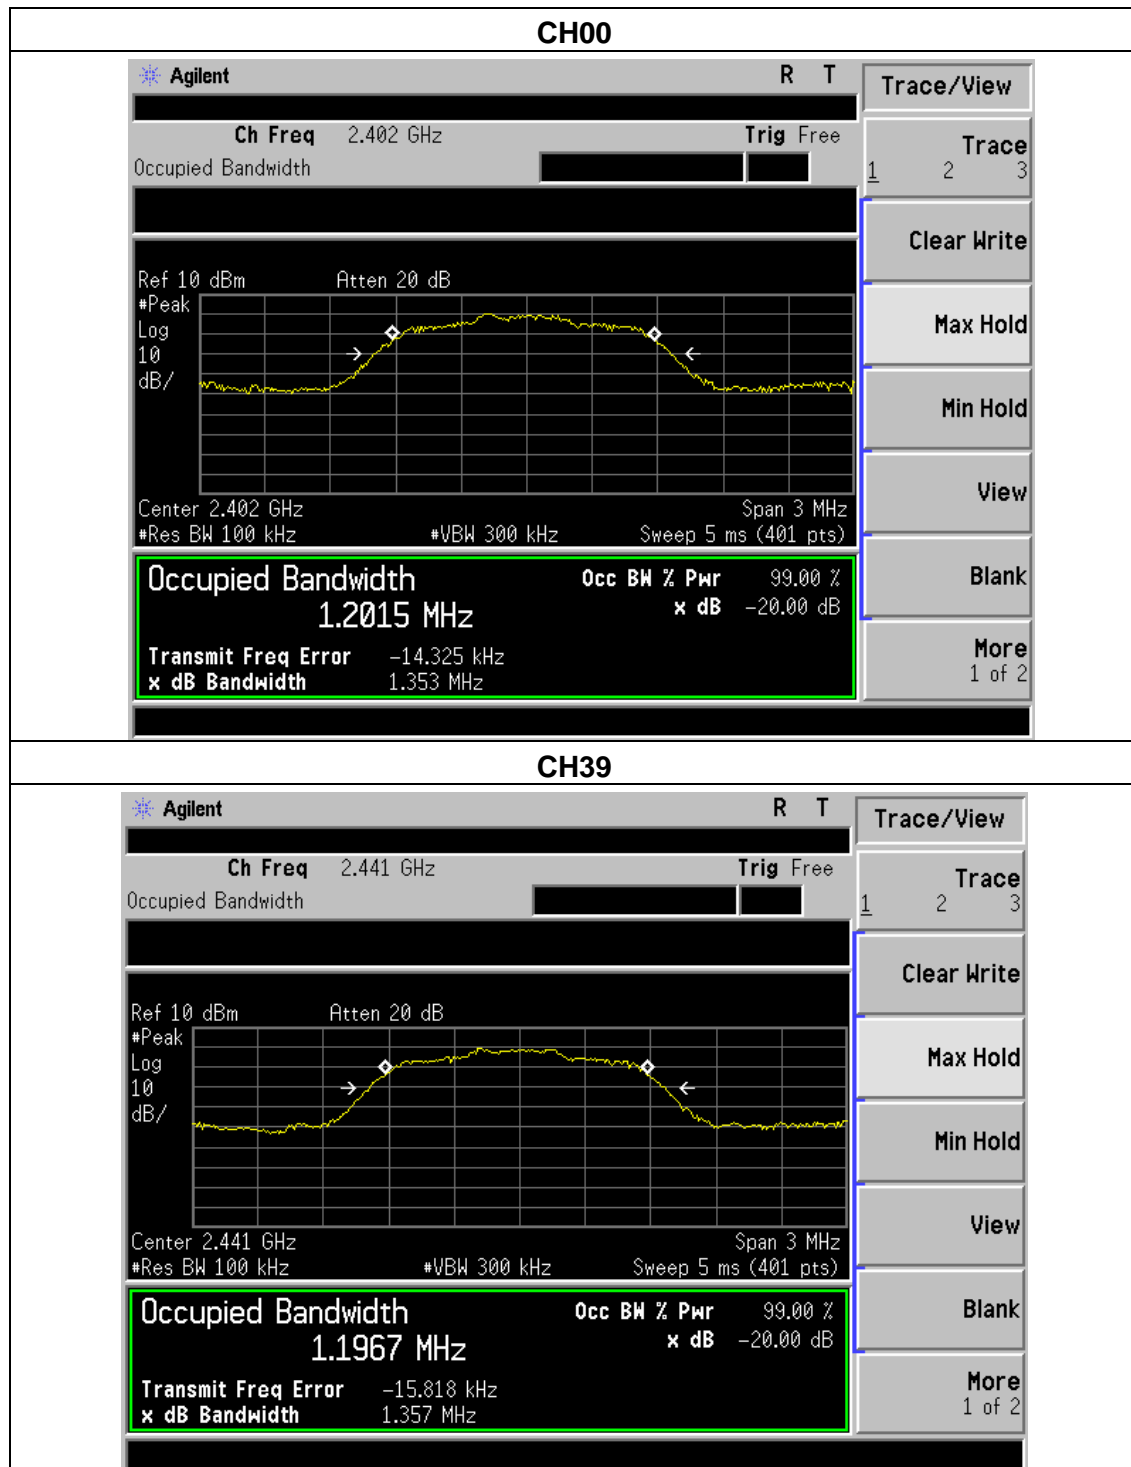 CH00
Agilent R T Trace/View
Ch Freq 2.402 GHz Trig Free
Occupied Bandwidth
Trace
1 2 3
Clear Write
Max Hold
Min Hold
View
Blank
More
1 of 2
Ref 10 dBm Atten 20 dB
#Peak
Log
10
dB/
Center 2.402 GHz Span 3 MHz
#Res BW 100 kHz #VBW 300 kHz Sweep 5 ms (401 pts)
Occupied Bandwidth Occ BW % Pwr 99.00 %
1.2015 MHz x dB -20.00 dB
Transmit Freq Error -14.325 kHz
x dB Bandwidth 1.353 MHz
CH39
Agilent R T Trace/View
Ch Freq 2.441 GHz Trig Free
Occupied Bandwidth
Trace
1 2 3
Clear Write
Max Hold
Min Hold
View
Blank
More
1 of 2
Ref 10 dBm Atten 20 dB
#Peak
Log
10
dB/
Center 2.441 GHz Span 3 MHz
#Res BW 100 kHz #VBW 300 kHz Sweep 5 ms (401 pts)
Occupied Bandwidth Occ BW % Pwr 99.00 %
1.1967 MHz x dB -20.00 dB
Transmit Freq Error -15.818 kHz
x dB Bandwidth 1.357 MHz